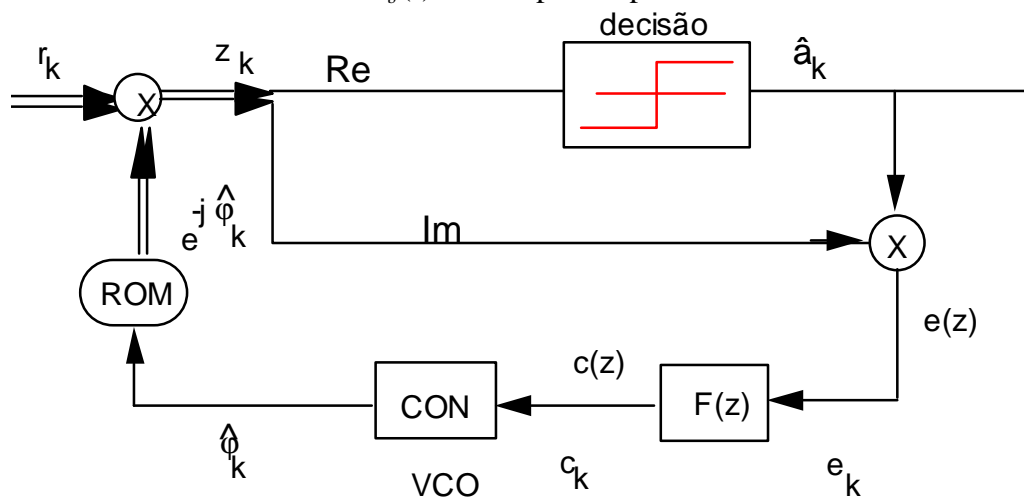 decisão
r_k
z_k
Re
â_k
X
e^{-j φ̂_k}
Im
X
ROM
e(z)
c(z)
CON
F(z)
φ̂_k
VCO
c_k
e_k